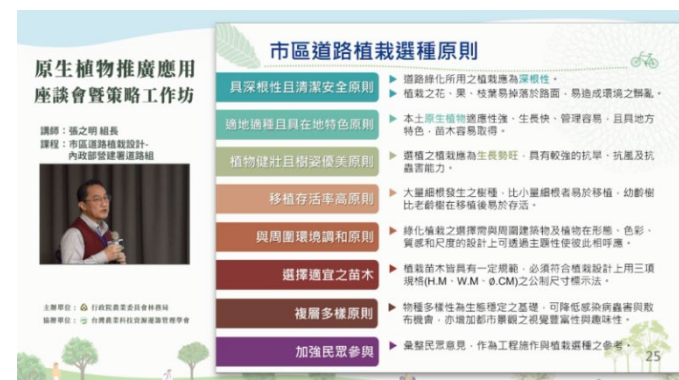 原生植物推廣應用
座談會暨策略工作坊
講師：張之明 組長
課程：市區道路植栽設計-
內政部營建署道路組
主辦單位：行政院農業委員會林務局
協辦單位：台灣農業科技資源運籌管理學會
市區道路植栽選種原則
具深根性且清潔安全原則
▶ 道路綠化所用之植栽應為深根性。
▶ 植栽之花、果、枝葉易掉落於路面，易造成環境之髒亂。
適地適種且具在地特色原則
▶ 本土原生植物適應性強、生長快、管理容易，且具地方
特色，苗木容易取得。
植物健壯且樹姿優美原則
▶ 選植之植栽應為生長勢旺，具有較強的抗旱、抗風及抗
蟲害能力。
移植存活率高原則
▶ 大量細根發生之樹種，比小量細根者易於移植，幼齡樹
比老齡樹在移植後易於存活。
與周圍環境調和原則
▶ 綠化植栽之選擇需與周圍建築物及植物在形態、色彩、
質感和尺度的設計上可透過主題性使彼此相呼應。
選擇適宜之苗木
▶ 植栽苗木皆具有一定規範，必須符合植栽設計上用三項
規格(H.M、W.M、ø.CM)之公制尺寸標示法。
複層多樣原則
▶ 物種多樣性為生態穩定之基礎，可降低感染病蟲害與散
布機會，亦增加都市景觀之視覺豐富性與趣味性。
加強民眾參與
▶ 彙整民眾意見，作為工程施作與植栽選種之參考。
25